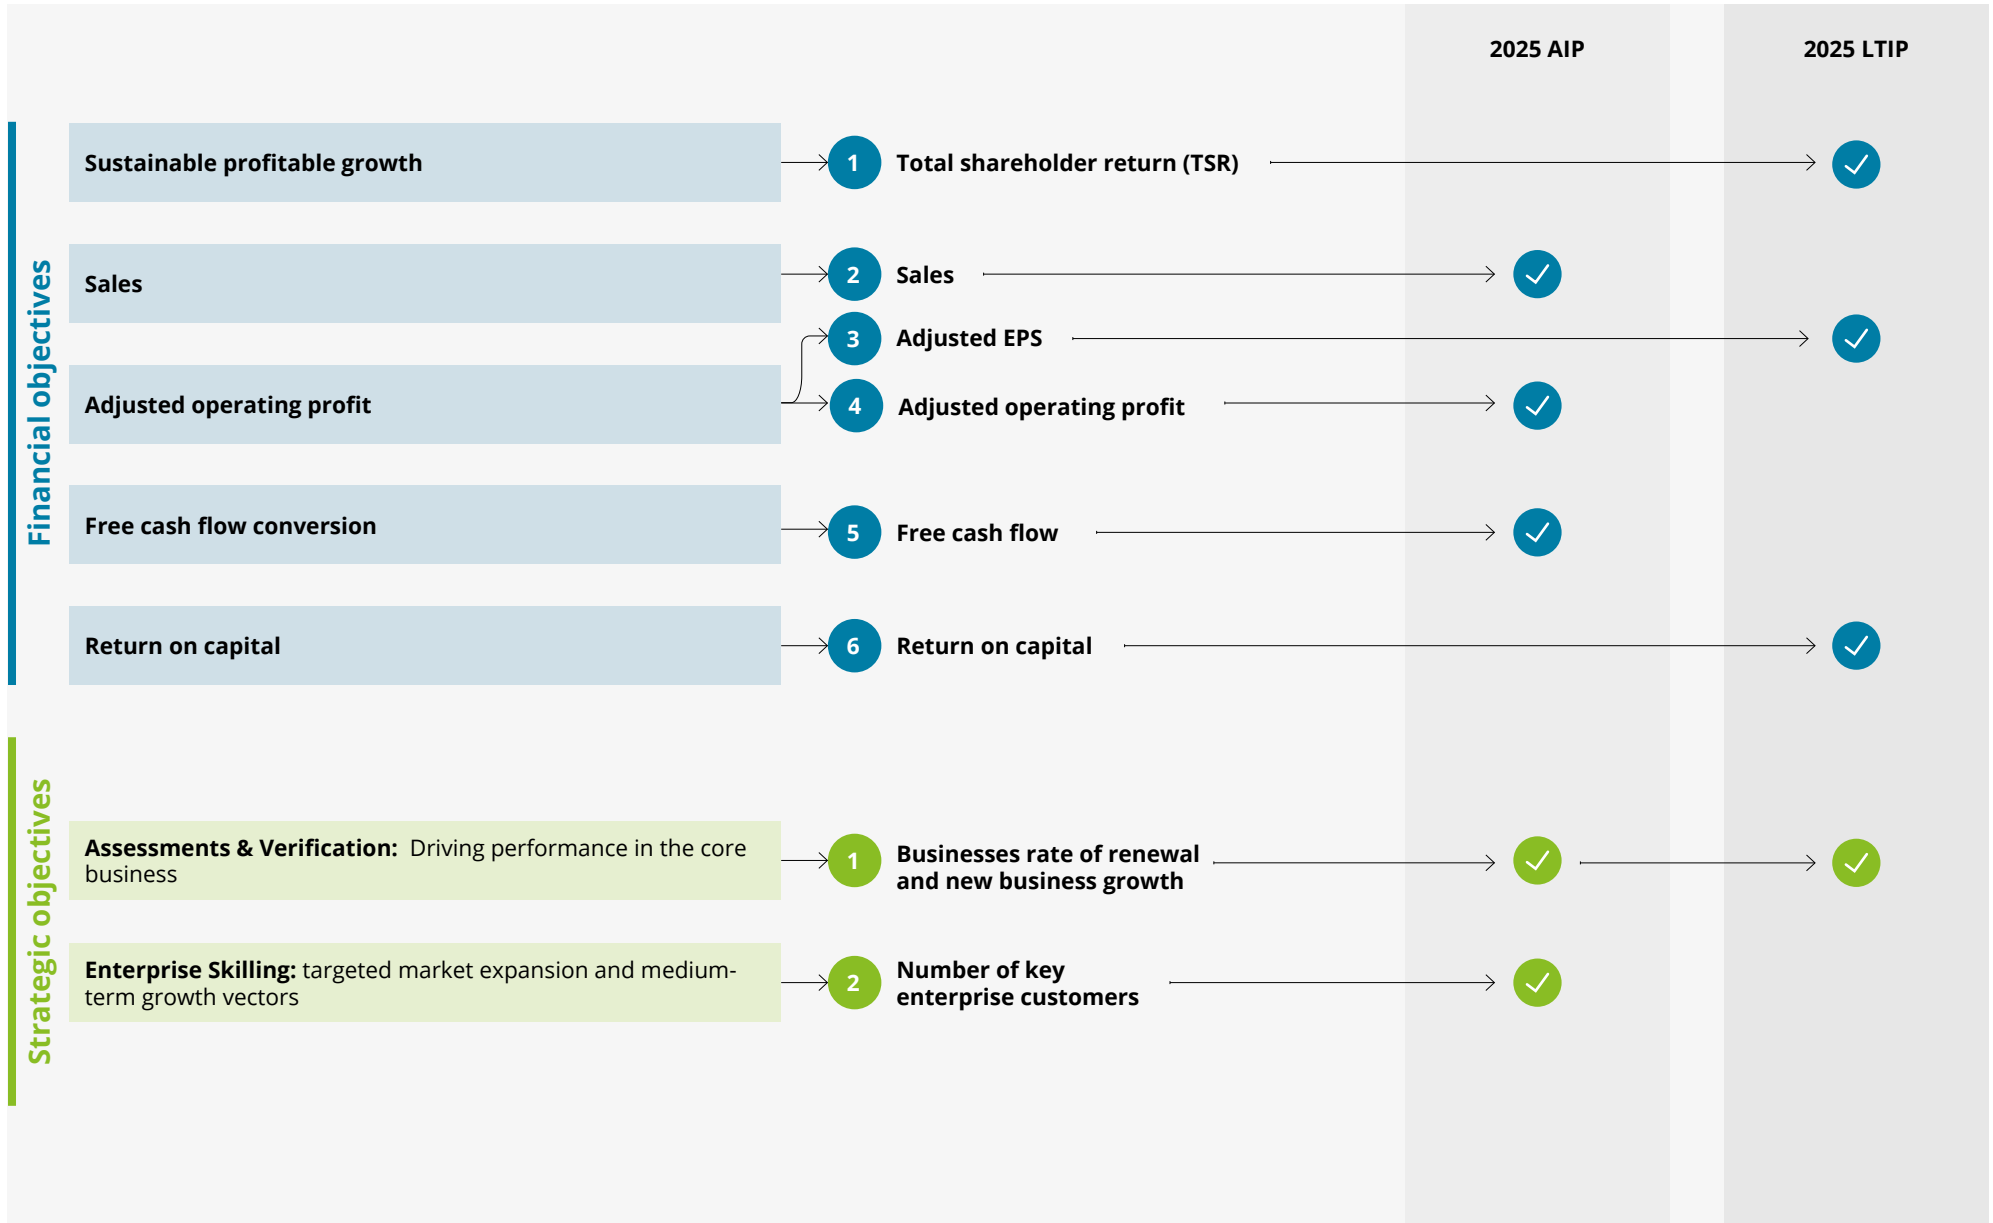 2025 AIP
2025 LTIP
Financial objectives
Sustainable profitable growth
1
Total shareholder return (TSR)
Sales
2
Sales
3
Adjusted EPS
Adjusted operating profit
4
Adjusted operating profit
Free cash flow conversion
5
Free cash flow
Return on capital
6
Return on capital
Strategic objectives
Assessments & Verification: Driving performance in the core
business
1
Businesses rate of renewal
and new business growth
Enterprise Skilling: targeted market expansion and medium-
term growth vectors
2
Number of key
enterprise customers